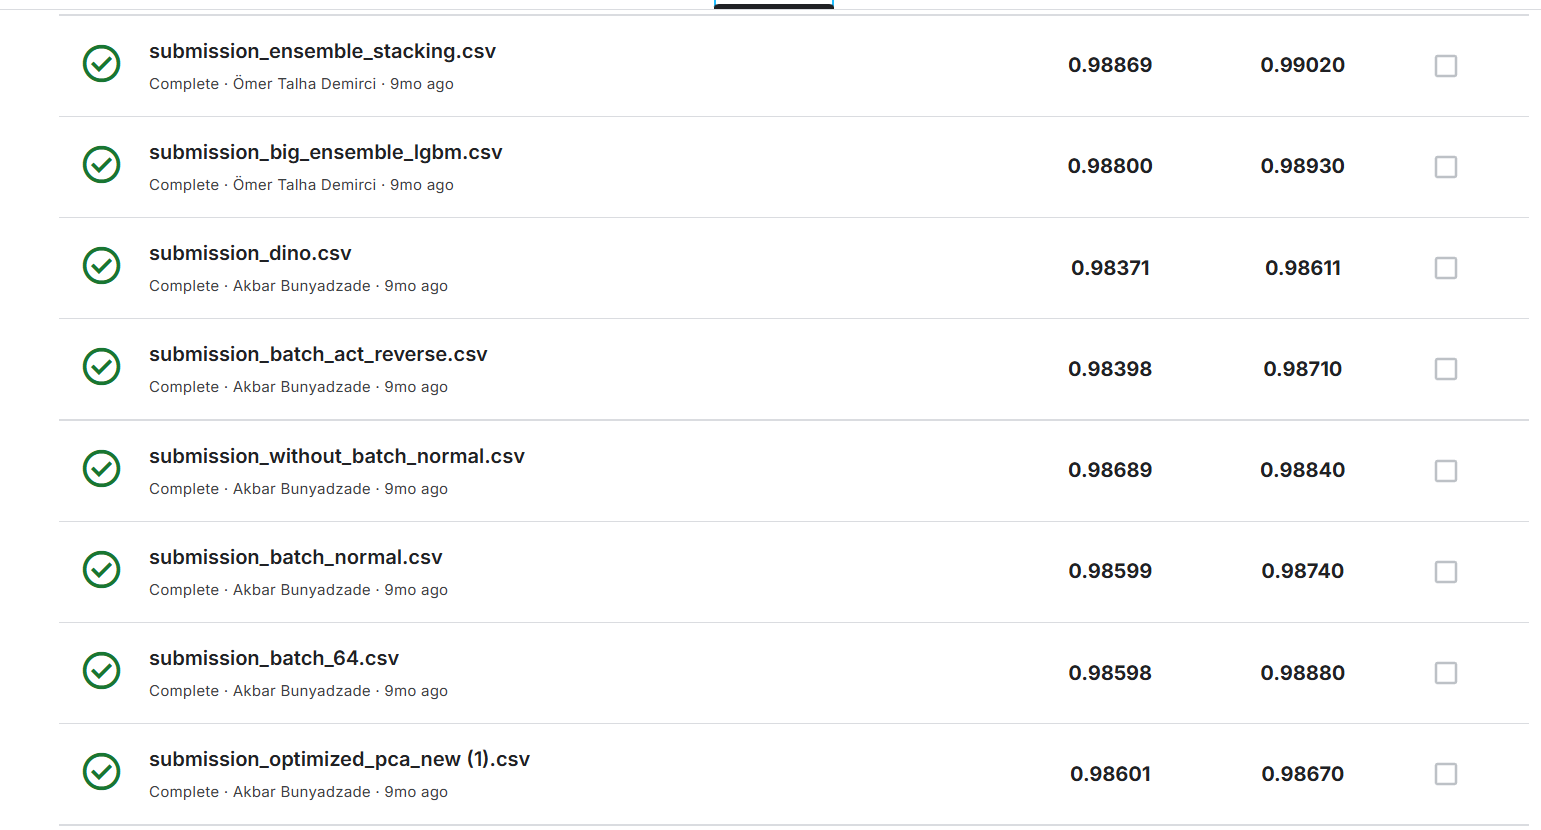 submission_ensemble_stacking.csv
Complete · Ömer Talha Demirci · 9mo ago
0.98869
0.99020
submission_big_ensemble_lgbm.csv
Complete · Ömer Talha Demirci · 9mo ago
0.98800
0.98930
submission_dino.csv
Complete · Akbar Bunyadzade · 9mo ago
0.98371
0.98611
submission_batch_act_reverse.csv
Complete · Akbar Bunyadzade · 9mo ago
0.98398
0.98710
submission_without_batch_normal.csv
Complete · Akbar Bunyadzade · 9mo ago
0.98689
0.98840
submission_batch_normal.csv
Complete · Akbar Bunyadzade · 9mo ago
0.98599
0.98740
submission_batch_64.csv
Complete · Akbar Bunyadzade · 9mo ago
0.98598
0.98880
submission_optimized_pca_new (1).csv
Complete · Akbar Bunyadzade · 9mo ago
0.98601
0.98670